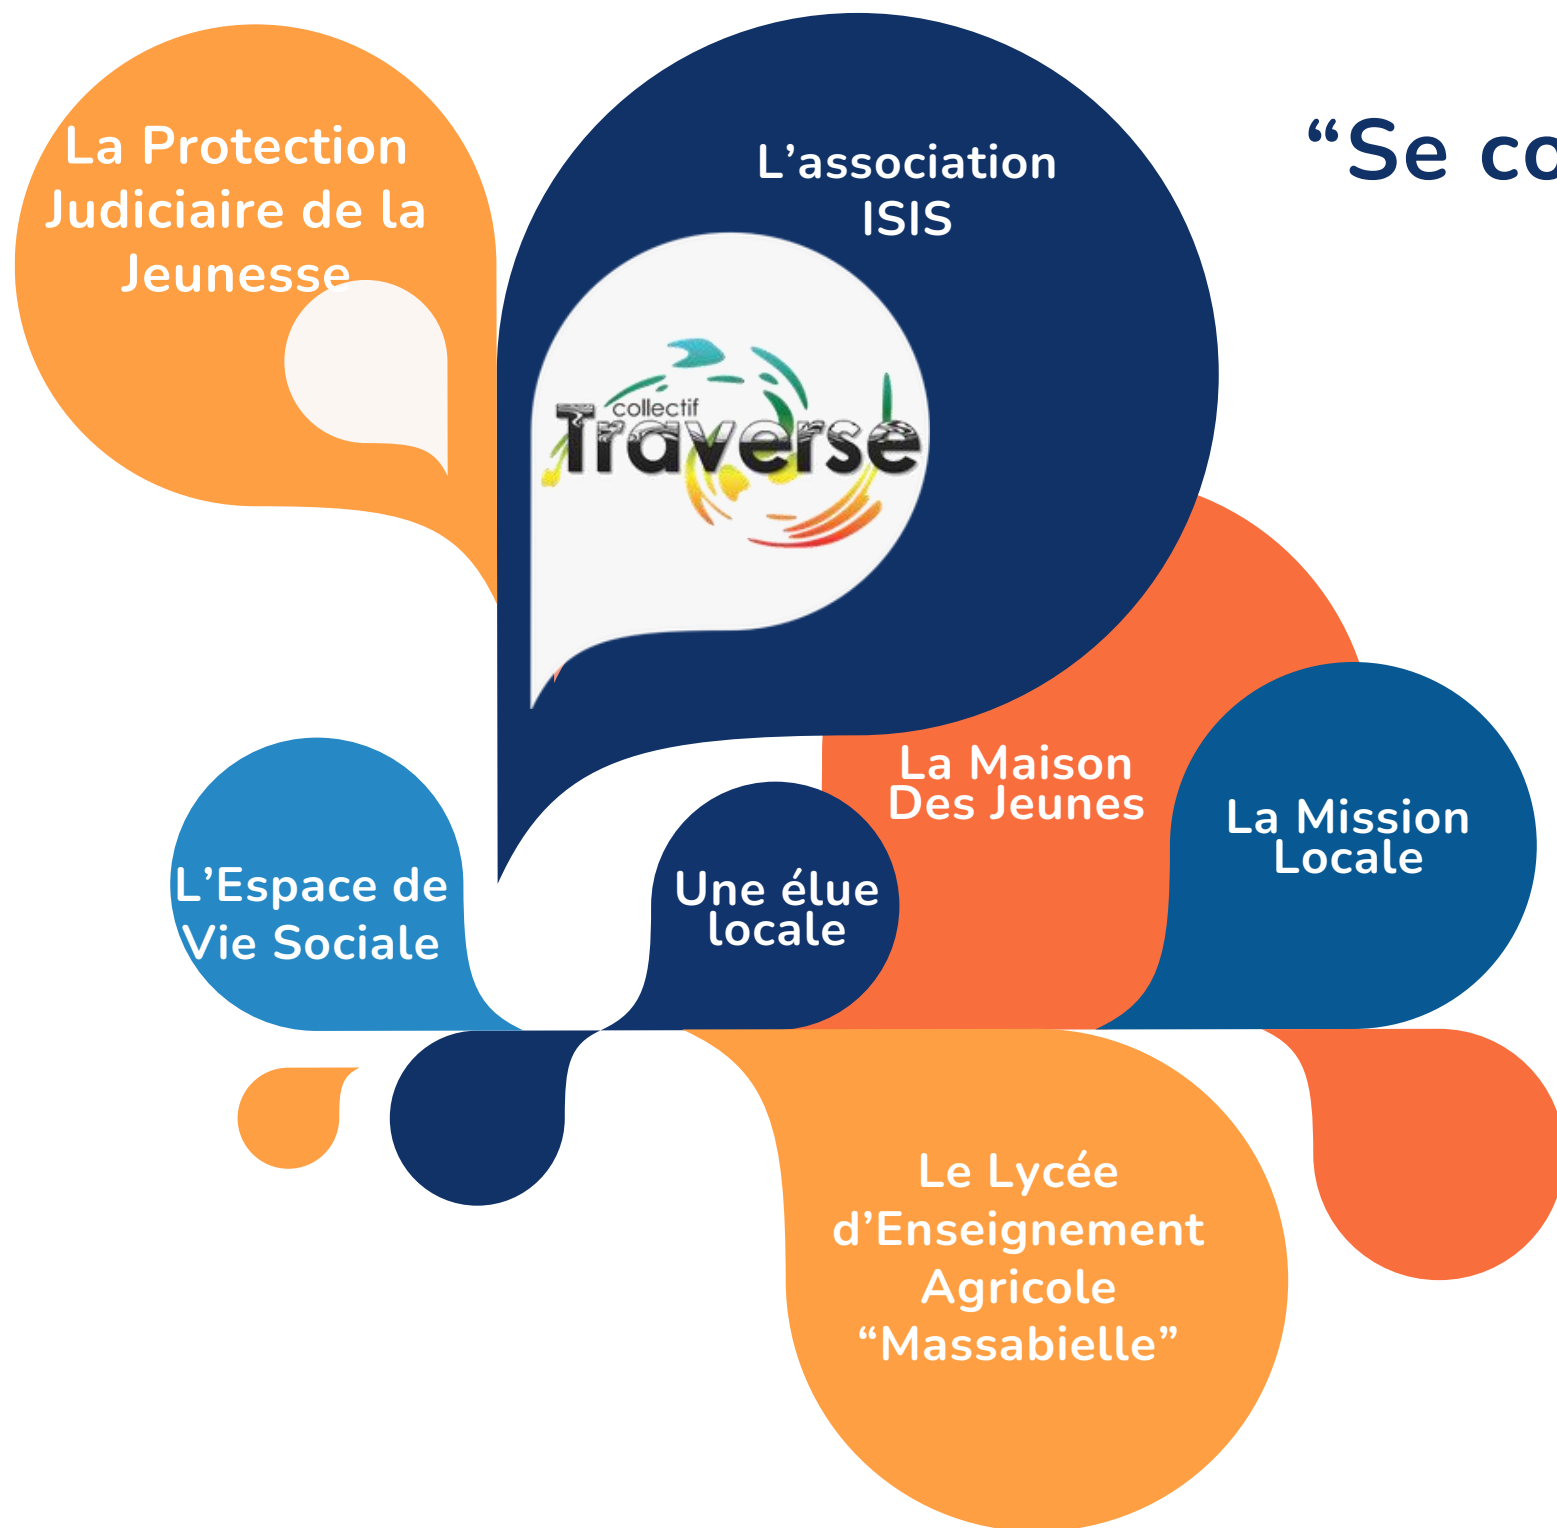 La Protection
Judiciaire de la
Jeunesse
L’association
ISIS
“Se co
collectif
Traverse
La Maison
Des Jeunes
La Mission
Locale
L’Espace de
Vie Sociale
Une élue
locale
Le Lycée
d’Enseignement
Agricole
“Massabielle”